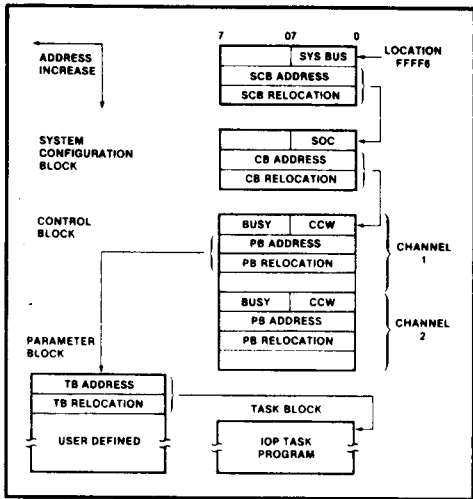 7 07 0
ADDRESS INCREASE
SYS BUS
LOCATION FFFF6
SCB ADDRESS
SCB RELOCATION
SYSTEM CONFIGURATION BLOCK
SOC
CB ADDRESS
CB RELOCATION
CONTROL BLOCK
BUSY CCW
PB ADDRESS
PB RELOCATION
CHANNEL 1
BUSY CCW
PB ADDRESS
PB RELOCATION
CHANNEL 2
PARAMETER BLOCK
TB ADDRESS
TB RELOCATION
USER DEFINED
TASK BLOCK
IOP TASK PROGRAM